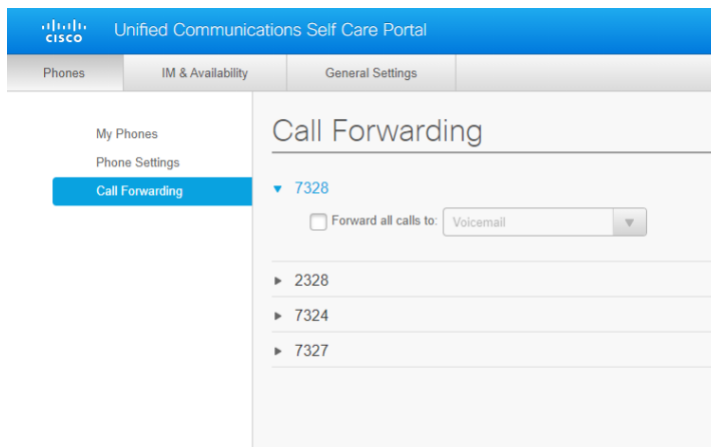 CISCO Unified Communications Self Care Portal
Phones IM & Availability General Settings
My Phones
Phone Settings
Call Forwarding
Call Forwarding
7328
Forward all calls to: Voicemail
2328
7324
7327